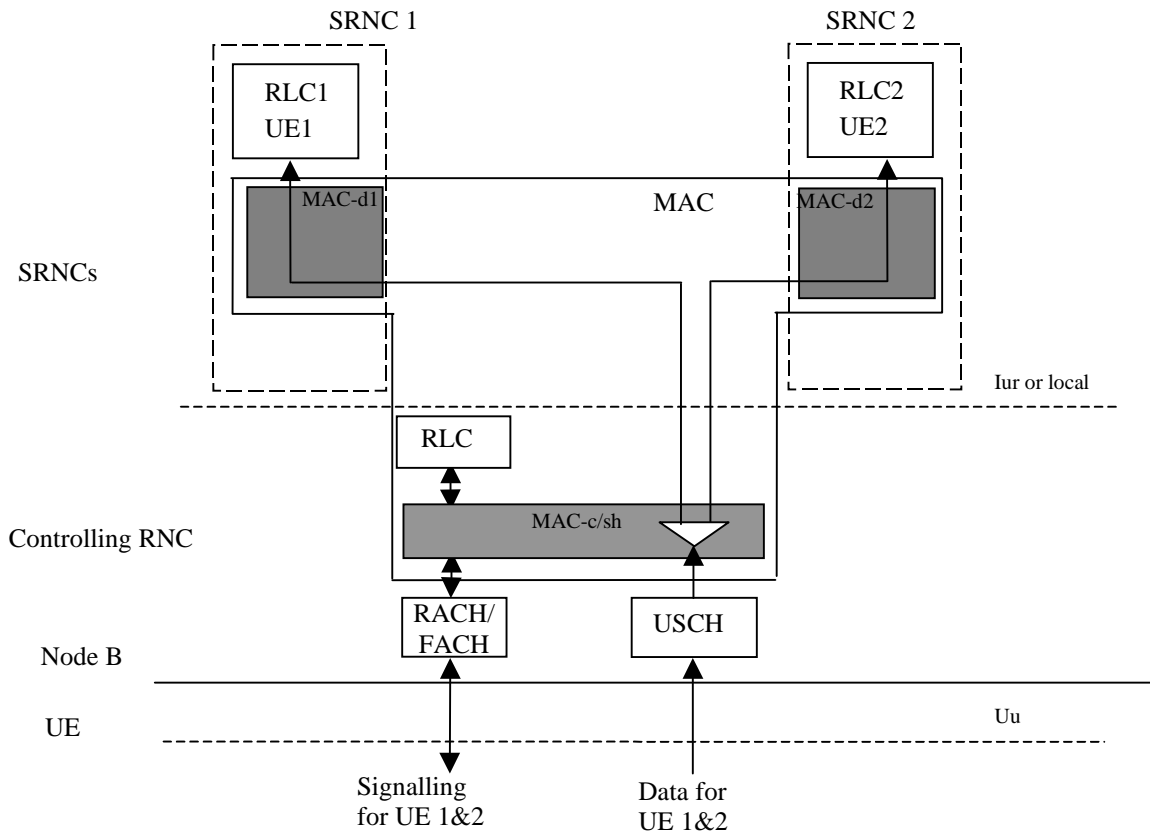 SRNC 1
SRNC 2
RLC1
UE1
RLC2
UE2
MAC-d1
MAC
MAC-d2
SRNCs
Iur or local
RLC
MAC-c/sh
Controlling RNC
RACH/
FACH
USCH
Node B
UE
Uu
Signalling
for UE 1&2
Data for
UE 1&2